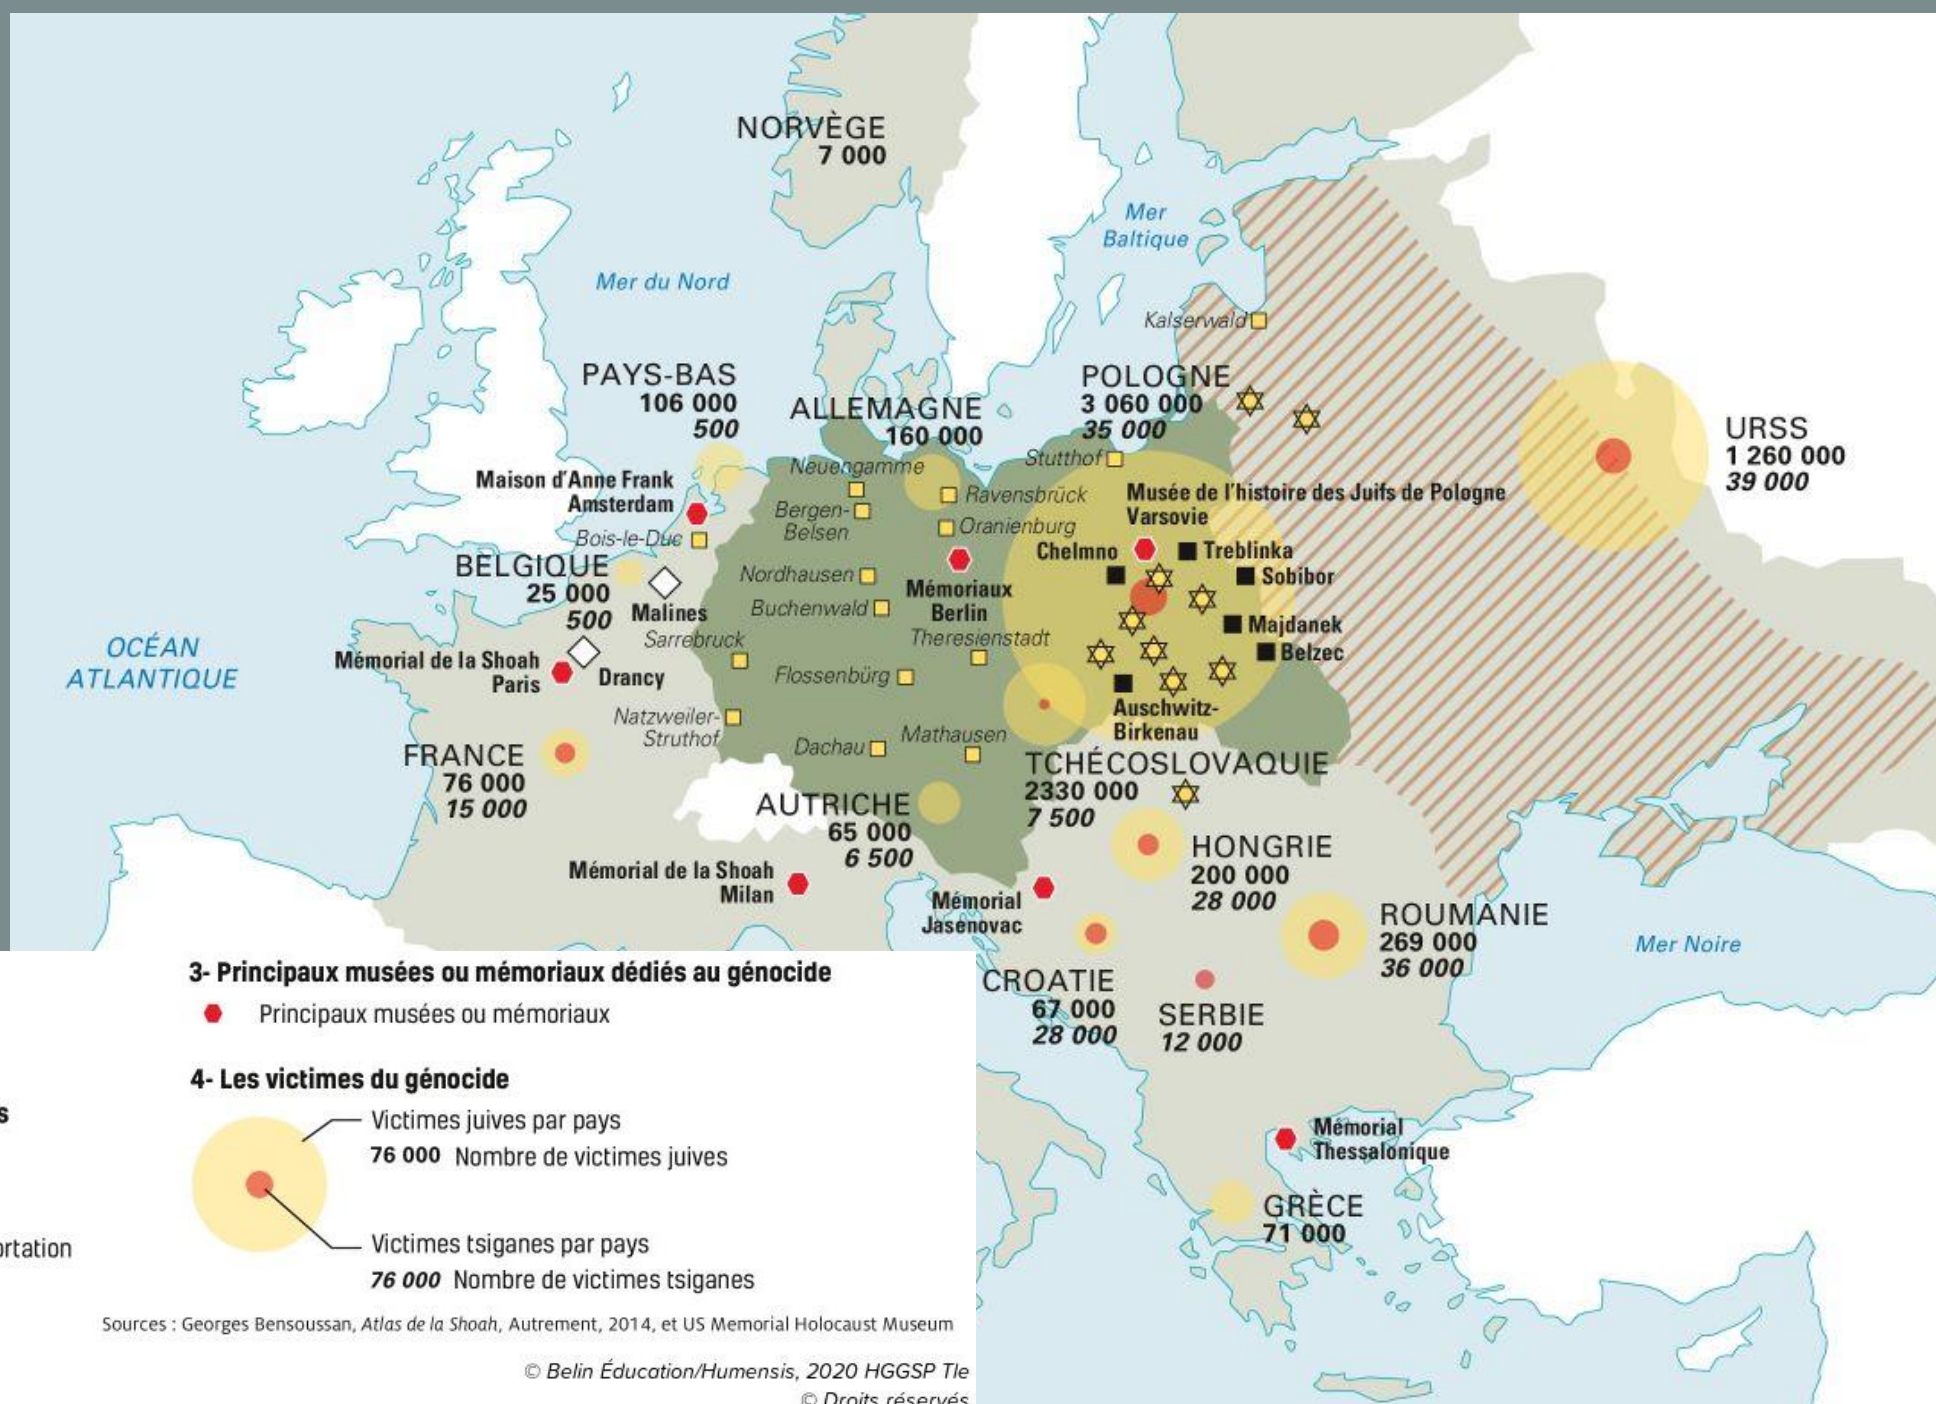 NORVÈGE
7 000
Mer
Baltique
Mer du Nord
Kalserwald
PAYS-BAS
106 000
500
ALLEMAGNE
160 000
POLOGNE
3 060 000
35 000
URSS
1 260 000
39 000
Neuengamme
Stutthof
Maison d'Anne Frank
Amsterdam
Bergen-
Belsen
Ravensbrück
Oranienburg
Musée de l'histoire des Juifs de Pologne
Varsovie
Bois-le-Duc
Chelmno
Treblinka
Sobibor
BELGIQUE
25 000
500
Malines
Nordhausen
Buchenwald
Mémoriaux
Berlin
Majdanek
Belzec
OCÉAN
ATLANTIQUE
Sarrebruck
Theresienstadt
Mémorial de la Shoah
Paris
Drancy
Flossenbürg
Auschwitz-
Birkenau
Natzweiler-
Struthof
Dachau
Mathausen
FRANCE
76 000
15 000
TCHÉCOSLOVAQUIE
2330 000
7 500
AUTRICHE
65 000
6 500
HONGRIE
200 000
28 000
Mémorial de la Shoah
Milan
Mémorial
Jasenovac
ROUMANIE
269 000
36 000
Mer Noire
CROATIE
67 000
28 000
SERBIE
12 000
Mémorial
Thessalonique
GRÈCE
71 000
3- Principaux musées ou mémoriaux dédiés au génocide
Principaux musées ou mémoriaux
4- Les victimes du génocide
s
Victimes juives par pays
76 000 Nombre de victimes juives
ortation
Victimes tsiganes par pays
76 000 Nombre de victimes tsiganes
Sources : Georges Bensoussan, Atlas de la Shoah, Autrement, 2014, et US Memorial Holocaust Museum
© Belin Éducation/Humensis, 2020 HGGSP Tle
© Droits réservés